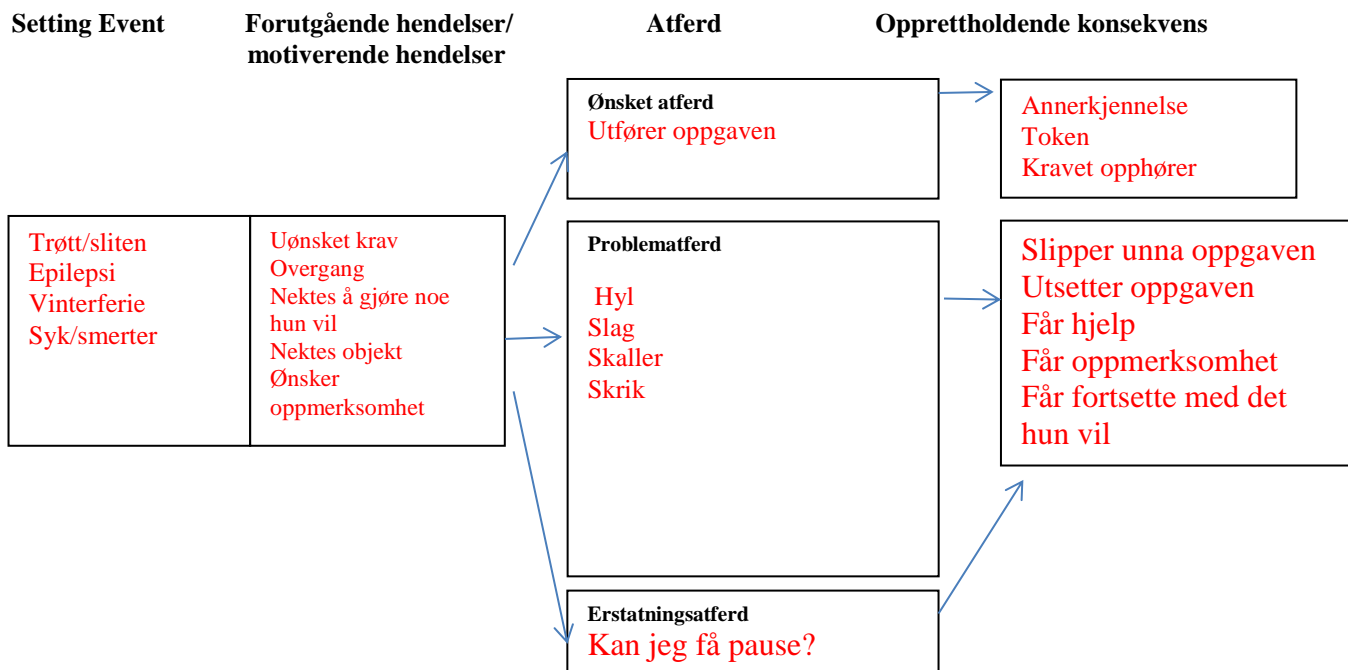 Setting Event
Forutgående hendelser/
motiverende hendelser
Atferd
Opprettholdende konsekvens
Trøtt/sliten
Epilepsi
Vinterferie
Syk/smerter
Uønsket krav
Overgang
Nektes å gjøre noe
hun vil
Nektes objekt
Ønsker
oppmerksomhet
Ønsket atferd
Utfører oppgaven
Annerkjennelse
Token
Kravet opphører
Problematferd
Hyl
Slag
Skaller
Skrik
Slipper unna oppgaven
Utsetter oppgaven
Får hjelp
Får oppmerksomhet
Får fortsette med det
hun vil
Erstatningsatferd
Kan jeg få pause?